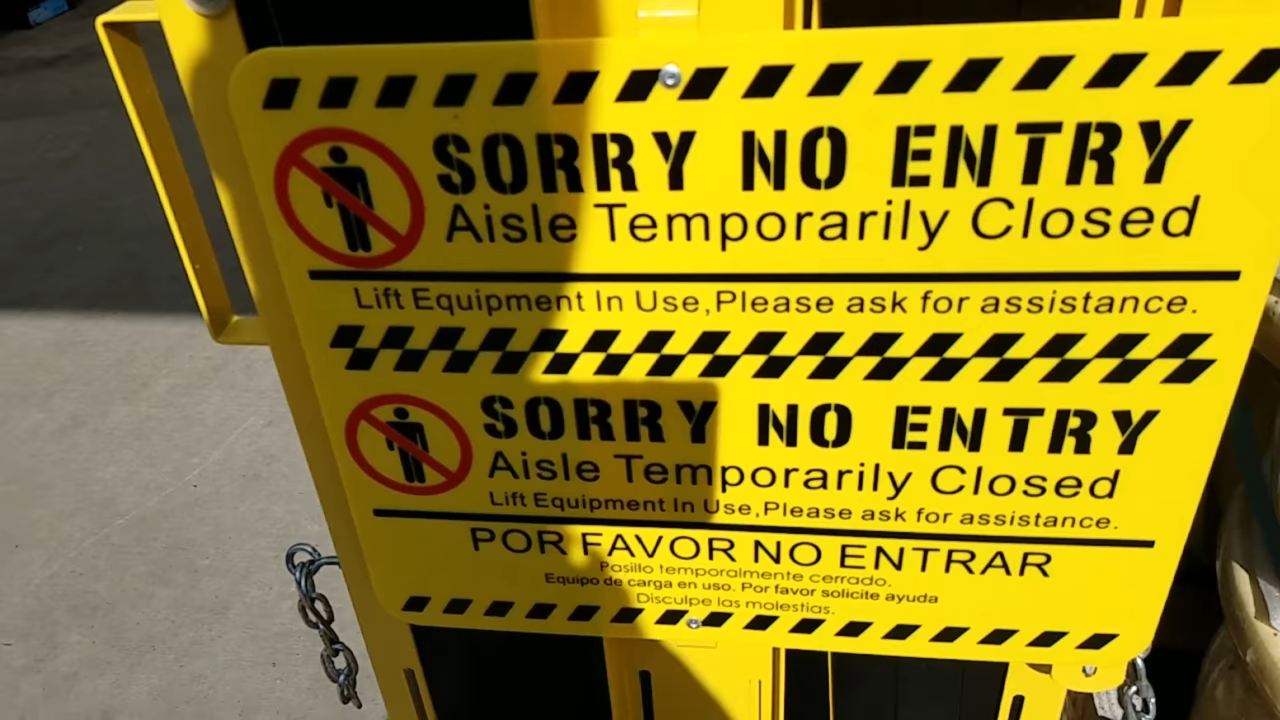 SORRY NO ENTRY
Aisle Temporarily Closed
Lift Equipment In Use,Please ask for assistance.
SORRY NO ENTRY
Aisle Temporarily Closed
Lift Equipment In Use,Please ask for assistance.
POR FAVOR NO ENTRAR
Pasillo temporalmente cerrado.
Equipo de carga en uso. Por favor solicite ayuda
Disculpe las molestias.